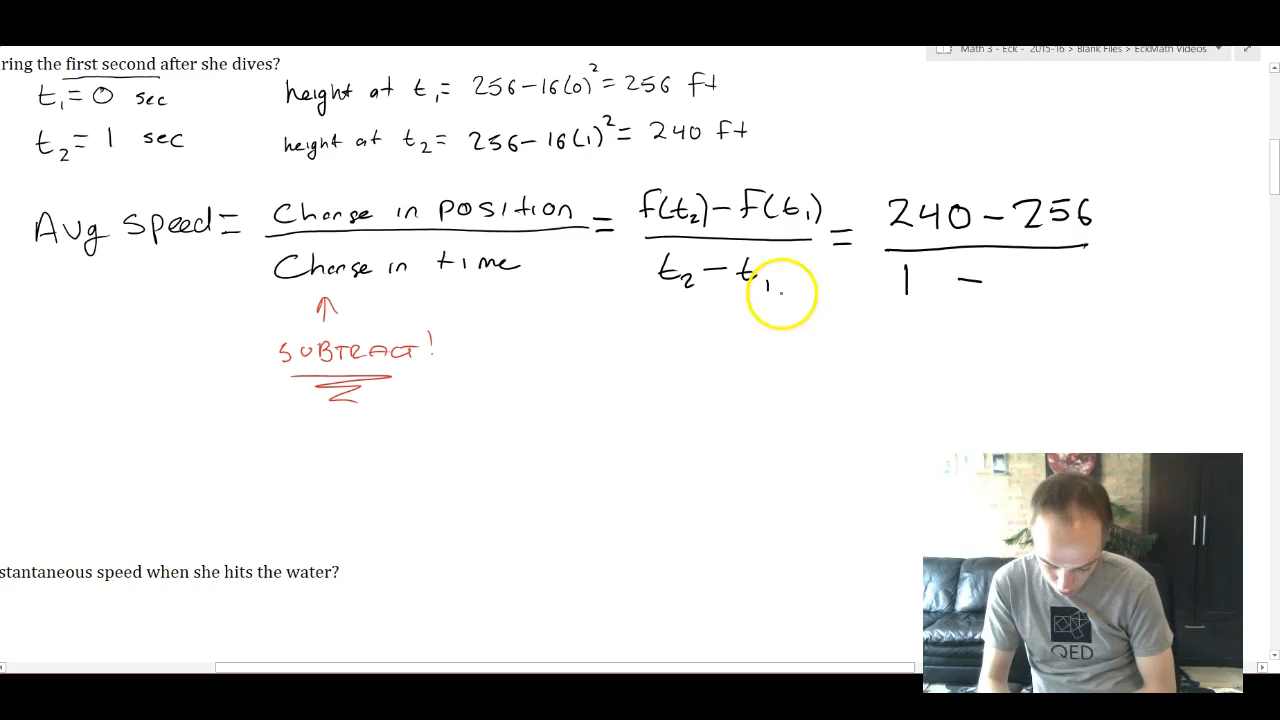 Math 3 - Eck - 2015-16 > Blank Files > EckMath Videos
ring the first second after she dives?
t₁ = 0 sec
height at t₁ = 256 - 16(0)² = 256 ft
t₂ = 1 sec
height at t₂ = 256 - 16(1)² = 240 ft
Avg speed = Change in position / Change in time = f(t₂) - f(t₁) / t₂ - t₁ = 240 - 256 / 1 -
↑
SUBTRACT!
stantaneous speed when she hits the water?
QED